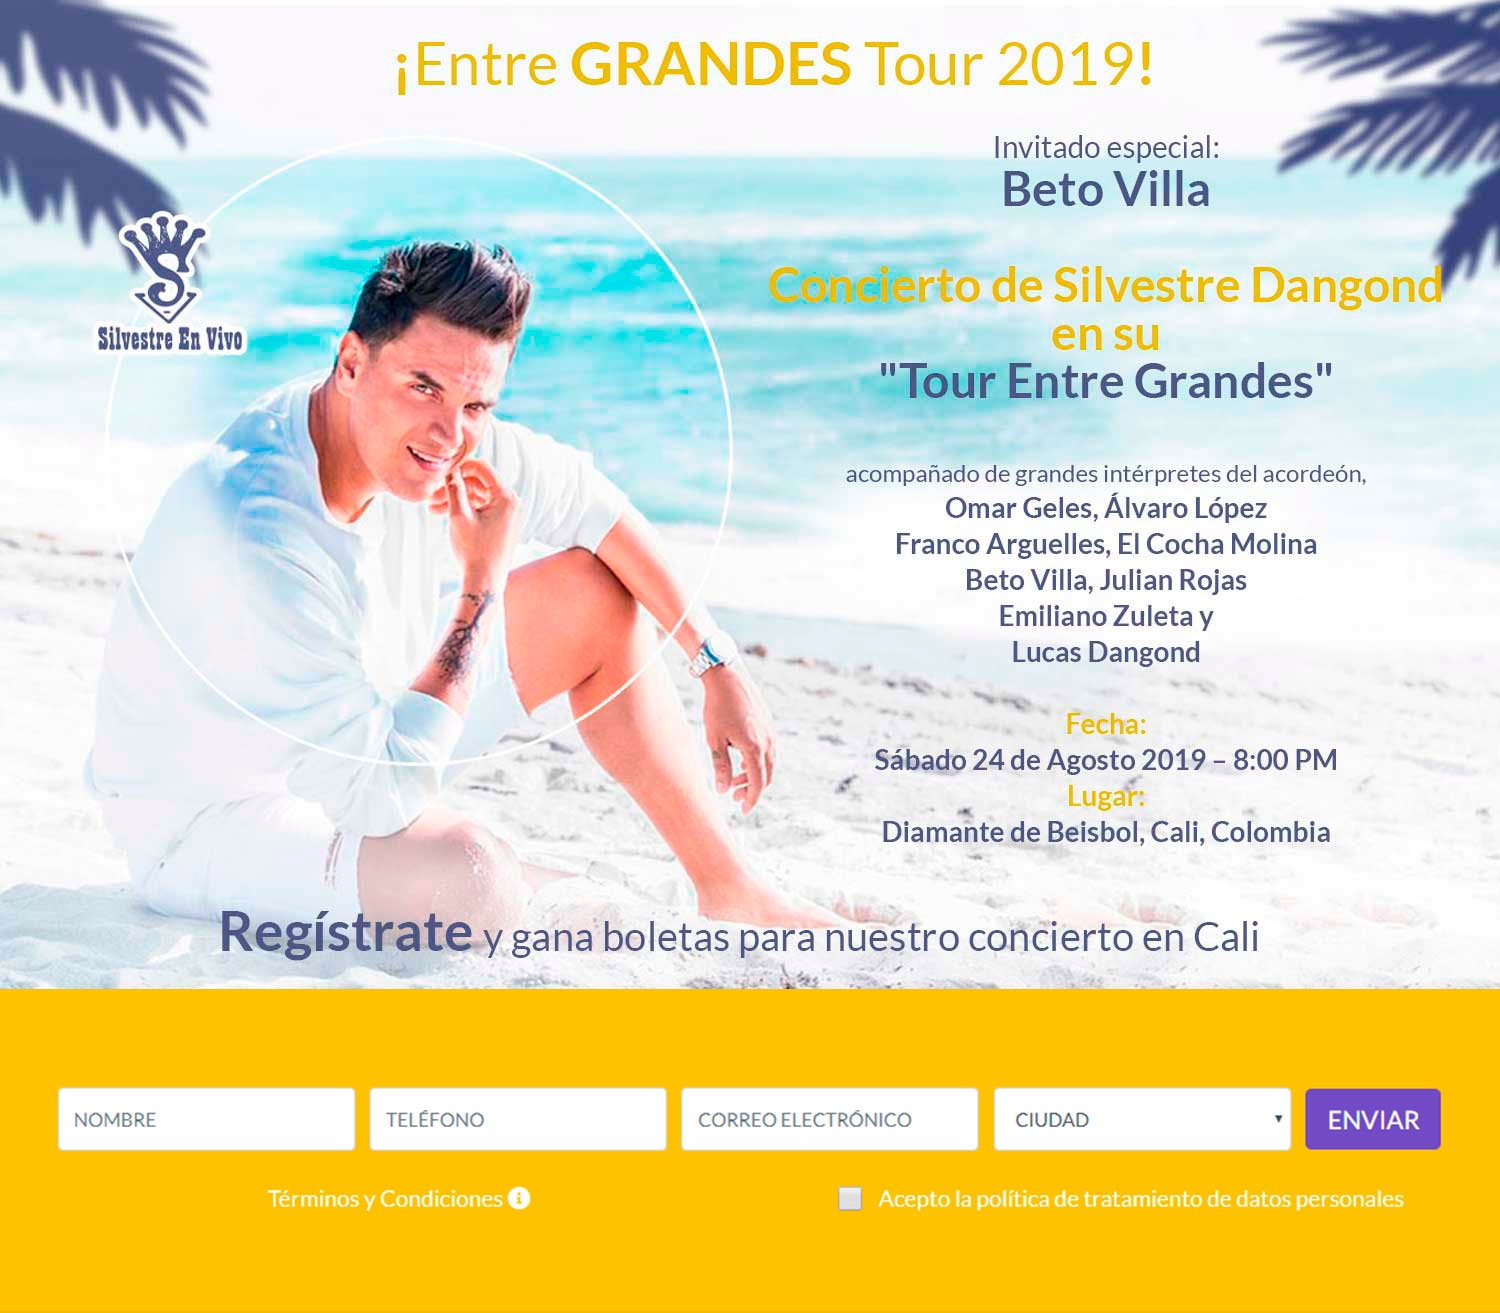 ¡Entre GRANDES Tour 2019!
Invitado especial:
Beto Villa
S
Silvestre En Vivo
Concierto de Silvestre Dangond
en su
"Tour Entre Grandes"
acompañado de grandes intérpretes del acordeón,
Omar Geles, Álvaro López
Franco Arguelles, El Cocha Molina
Beto Villa, Julian Rojas
Emiliano Zuleta y
Lucas Dangond
Fecha:
Sábado 24 de Agosto 2019 – 8:00 PM
Lugar:
Diamante de Beisbol, Cali, Colombia
Regístrate y gana boletas para nuestro concierto en Cali
NOMBRE
TELÉFONO
CORREO ELECTRÓNICO
CIUDAD
ENVIAR
Términos y Condiciones
Acepto la política de tratamiento de datos personales